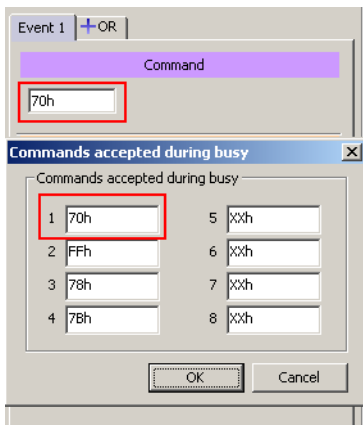 Event 1 +OR
Command
70h
Commands accepted during busy
Commands accepted during busy
1 70h 5 XXh
2 FFh 6 XXh
3 78h 7 XXh
4 7Bh 8 XXh
OK Cancel